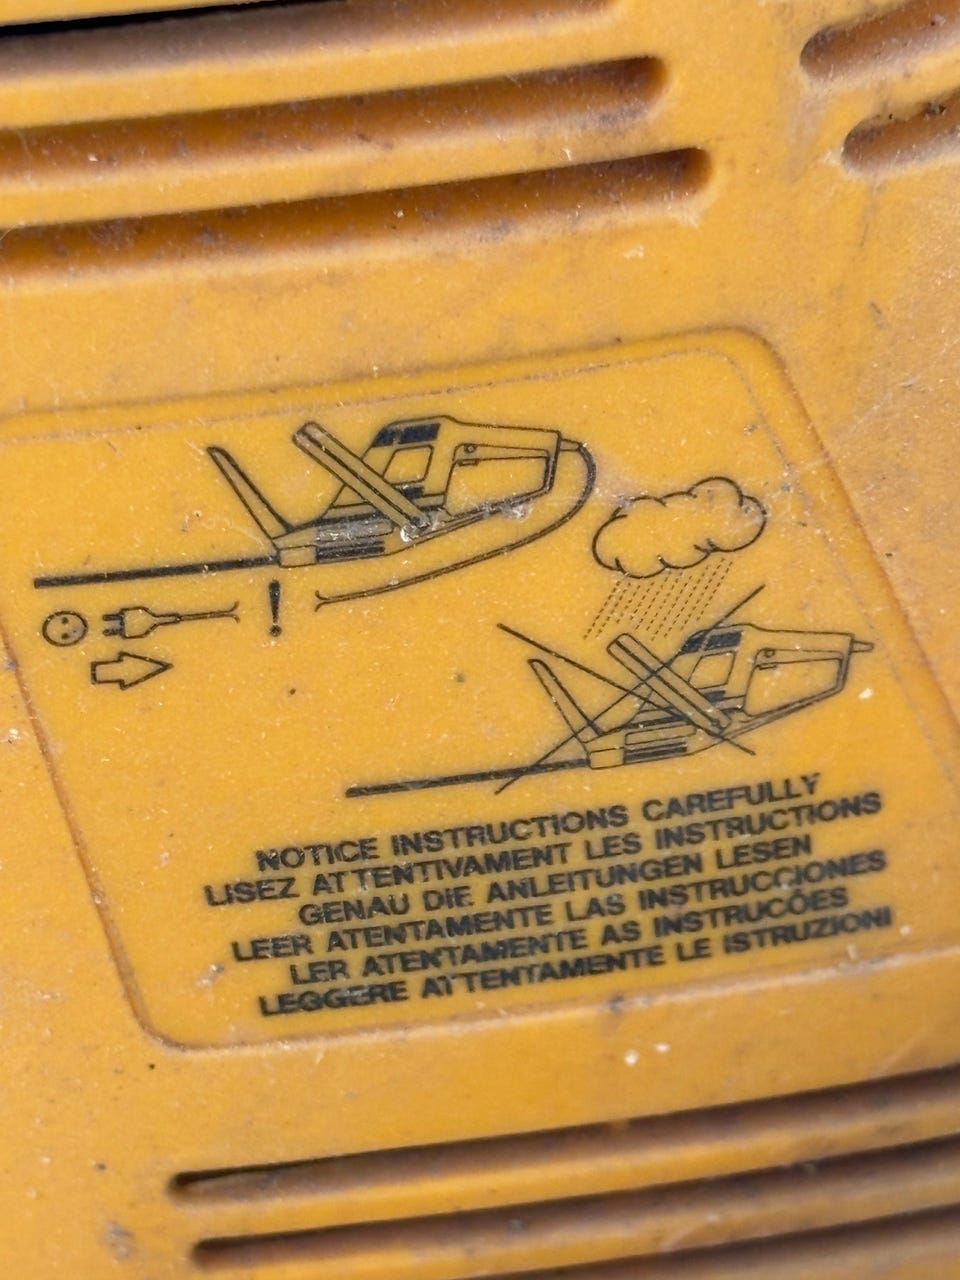 !
NOTICE INSTRUCTIONS CAREFULLY
LISEZ ATTENTIVAMENT LES INSTRUCTIONS
GENAU DIE ANLEITUNGEN LESEN
LEER ATENTAMENTE LAS INSTRUCCIONES
LER ATENTAMENTE AS INSTRUCÕES
LEGGERE ATTENTAMENTE LE ISTRUZIONI